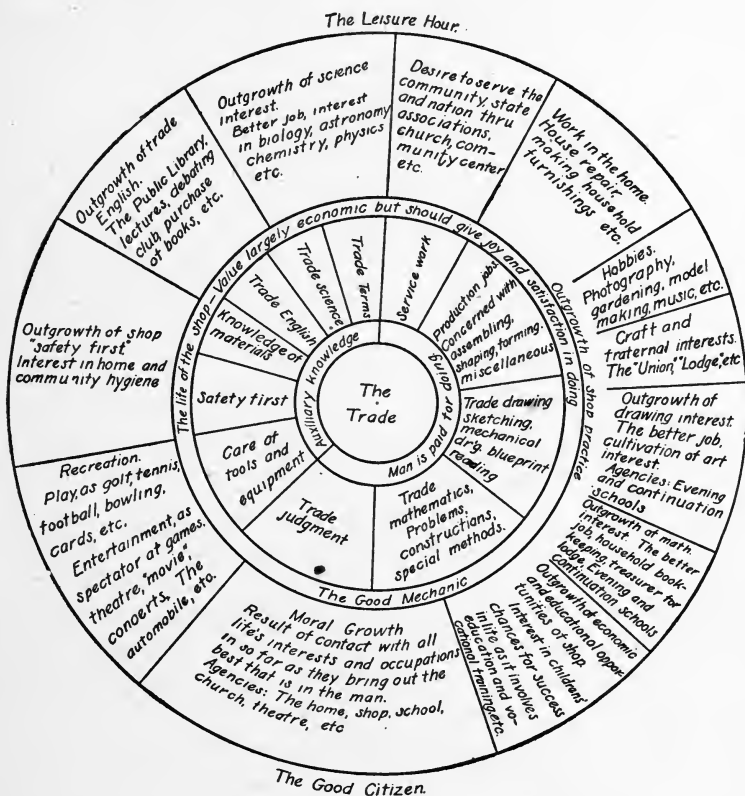 The Leisure Hour.
Outgrowth of science
interest.
Better job, interest
in biology, astronomy
chemistry, physics
etc.
Desire to serve the
community, state
and nation thru
associations,
church, com-
munity center
etc.
Work in the home.
House repair,
making household
furnishings etc.
Hobbies.
Photography,
gardening, model
making, music, etc.
Craft and
fraternal interests.
The "Union," "Lodge", etc
Outgrowth of
drawing interest.
The better job,
cultivation of art
interest.
Agencies: Evening
and continuation
schools
Outgrowth of math.
interest. The better
job, household book-
keeping, treasurer for
lodge, Evening and
continuation schools
Outgrowth of economic
and educational oppor-
tunities of shop.
Interest in childrens'
chances for success
in life as it involves
education and vo-
cational training, etc.
Moral Growth
Result of contact with all
life's interests and occupations
in so far as they bring out the
best that is in the man.
Agencies: The home, shop, school,
church, theatre, etc
Recreation.
Play, as golf, tennis,
football, bowling,
cards, etc.
Entertainment, as
spectator at games,
theatre, "movie",
concerts, The
automobile, etc.
Outgrowth of shop
"safety first."
Interest in home and
community hygiene
Outgrowth of trade
English.
The Public Library,
lectures, debating
club, purchase
of books, etc.
The life of the shop - Value largely economic but should give joy and satisfaction in doing
Outgrowth of shop practice
The Good Mechanic
Trade English
Trade science
Trade Terms
Service work
Production jobs:
Concerned with
assembling,
shaping, forming,
miscellaneous
Trade drawing
sketching,
mechanical
dr'g. blueprint
reading
Trade
mathematics,
Problems,
constructions,
special methods.
Trade
judgment
Care of
tools and
equipment
Safety first
Knowledge of
materials
Auxiliary knowledge
Man is paid for doing
The
Trade
The Good Citizen.